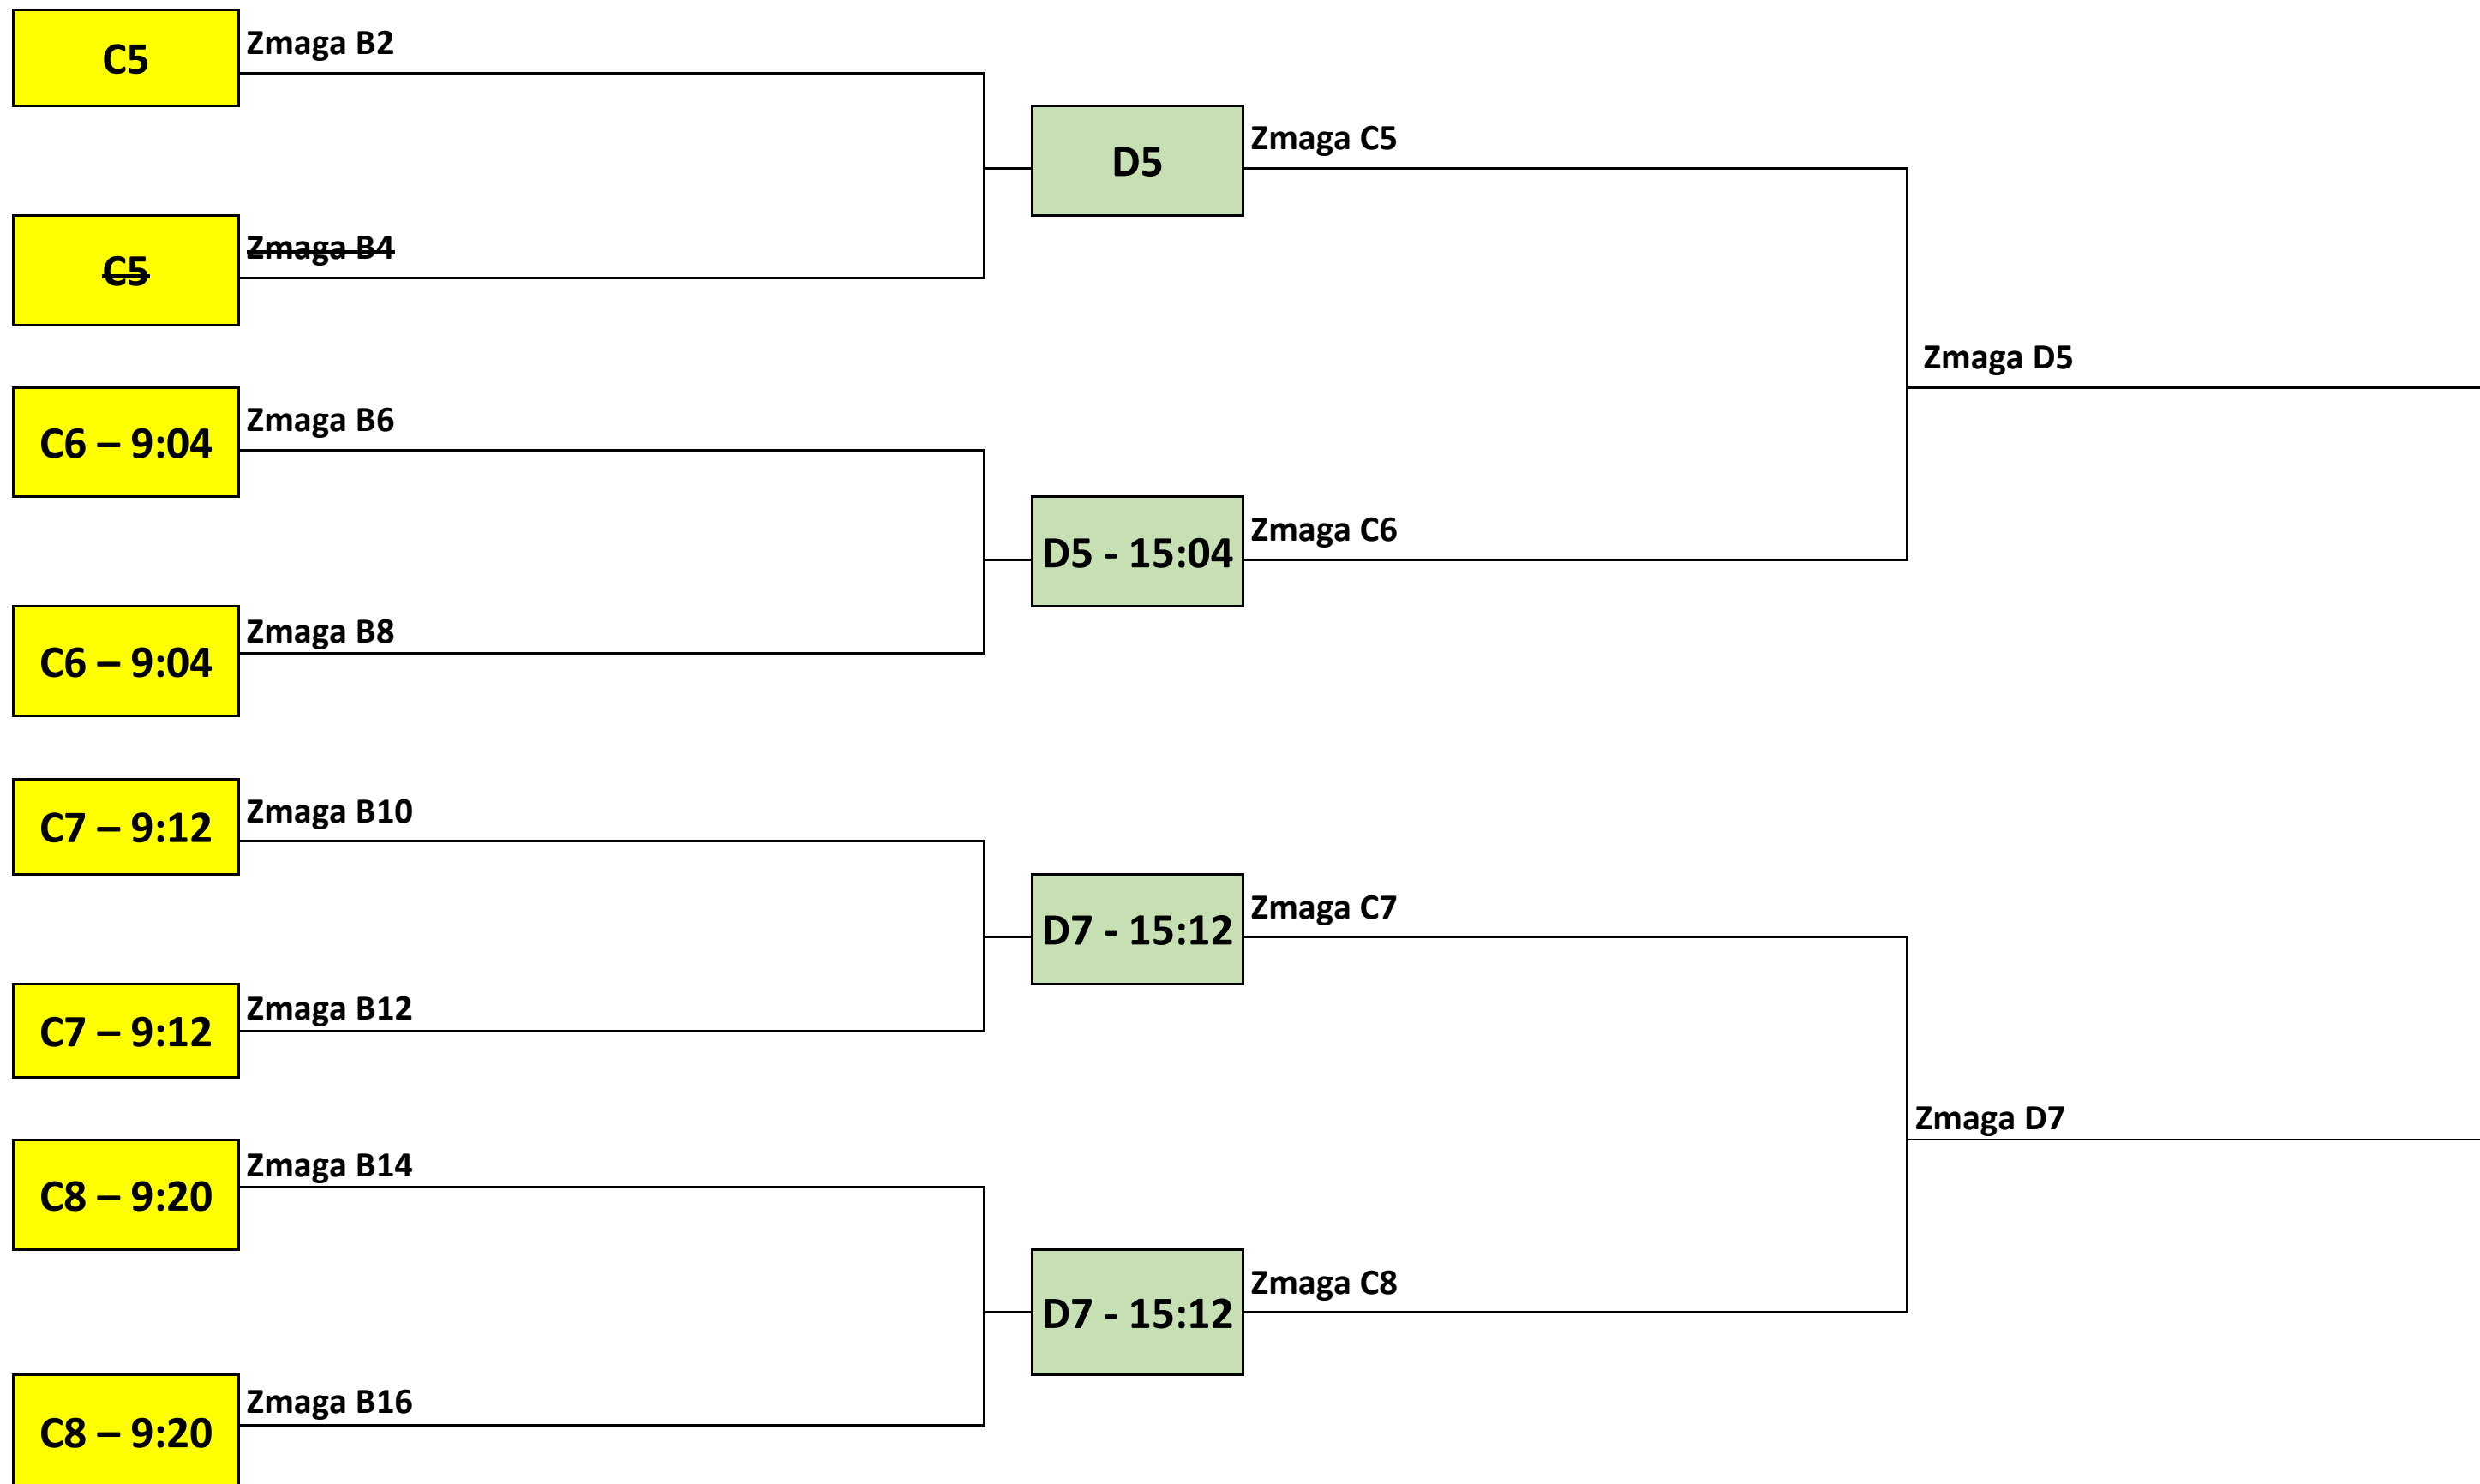 C5
Zmaga B2
D5
Zmaga C5
C5
Zmaga B4
Zmaga D5
C6 – 9:04
Zmaga B6
D5 - 15:04
Zmaga C6
C6 – 9:04
Zmaga B8
C7 – 9:12
Zmaga B10
D7 - 15:12
Zmaga C7
C7 – 9:12
Zmaga B12
Zmaga D7
C8 – 9:20
Zmaga B14
D7 - 15:12
Zmaga C8
C8 – 9:20
Zmaga B16